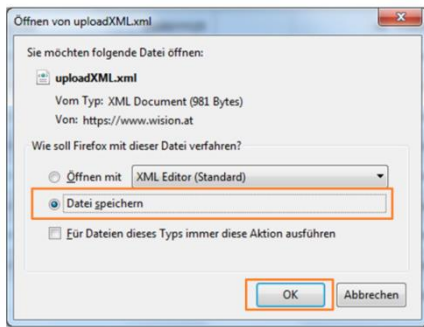 Öffnen von uploadXML.xml
Sie möchten folgende Datei öffnen:
uploadXML.xml
Vom Typ: XML Document (981 Bytes)
Von: https://www.wision.at
Wie soll Firefox mit dieser Datei verfahren?
Öffnen mit XML Editor (Standard)
Datei speichern
Für Dateien dieses Typs immer diese Aktion ausführen
OK Abbrechen